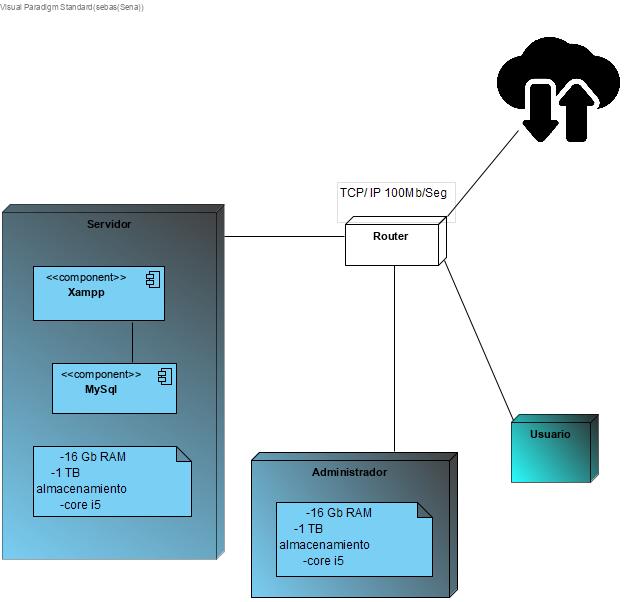 Visual Paradigm Standard(sebas(Sena))
TCP/ IP 100Mb/Seg
Router
Servidor
<<component>>
Xampp
<<component>>
MySql
-16 Gb RAM
-1 TB
almacenamiento
-core i5
Administrador
-16 Gb RAM
-1 TB
almacenamiento
-core i5
Usuario